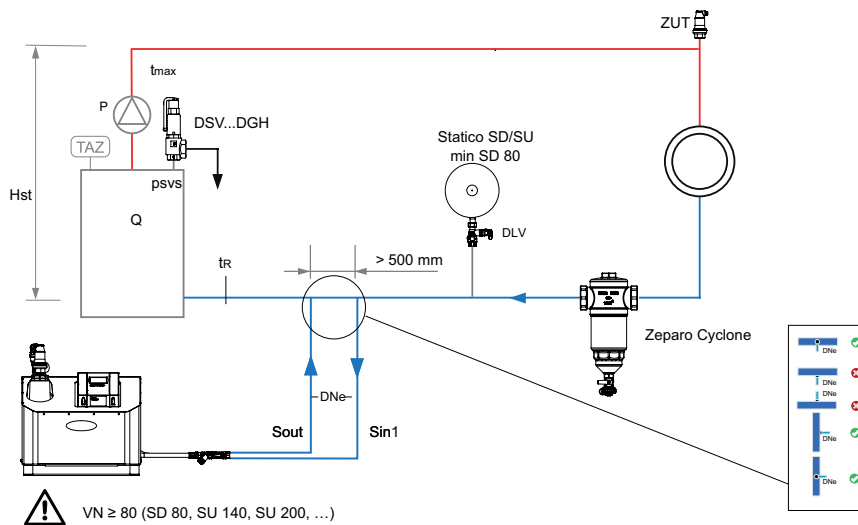 ZUT
tmax
P
DSV...DGH
TAZ
Statico SD/SU
min SD 80
psvs
Hst
Q
DLV
tR
> 500 mm
Zeparo Cyclone
DNe
DNe
DNe
DNe
DNe
DNe
Sout
Sin1
VN ≥ 80 (SD 80, SU 140, SU 200, …)